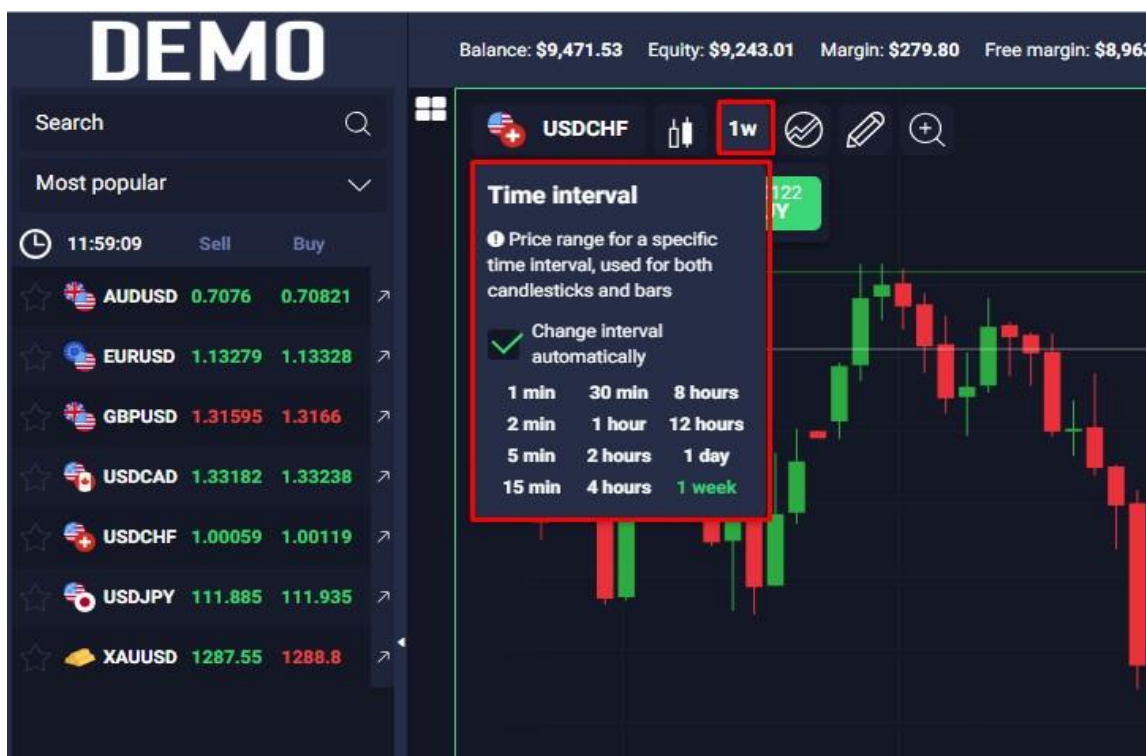 DEMO
Balance: $9,471.53 Equity: $9,243.01 Margin: $279.80 Free margin: $8,963
Search
Most popular
11:59:09 Sell Buy
AUDUSD 0.7076 0.70821
EURUSD 1.13279 1.13328
GBPUSD 1.31595 1.3166
USDCAD 1.33182 1.33238
USDCHF 1.00059 1.00119
USDJPY 111.885 111.935
XAUUSD 1287.55 1288.8
USDCHF 1w
Time interval
Price range for a specific
time interval, used for both
candlesticks and bars
Change interval
automatically
1 min 30 min 8 hours
2 min 1 hour 12 hours
5 min 2 hours 1 day
15 min 4 hours 1 week
122